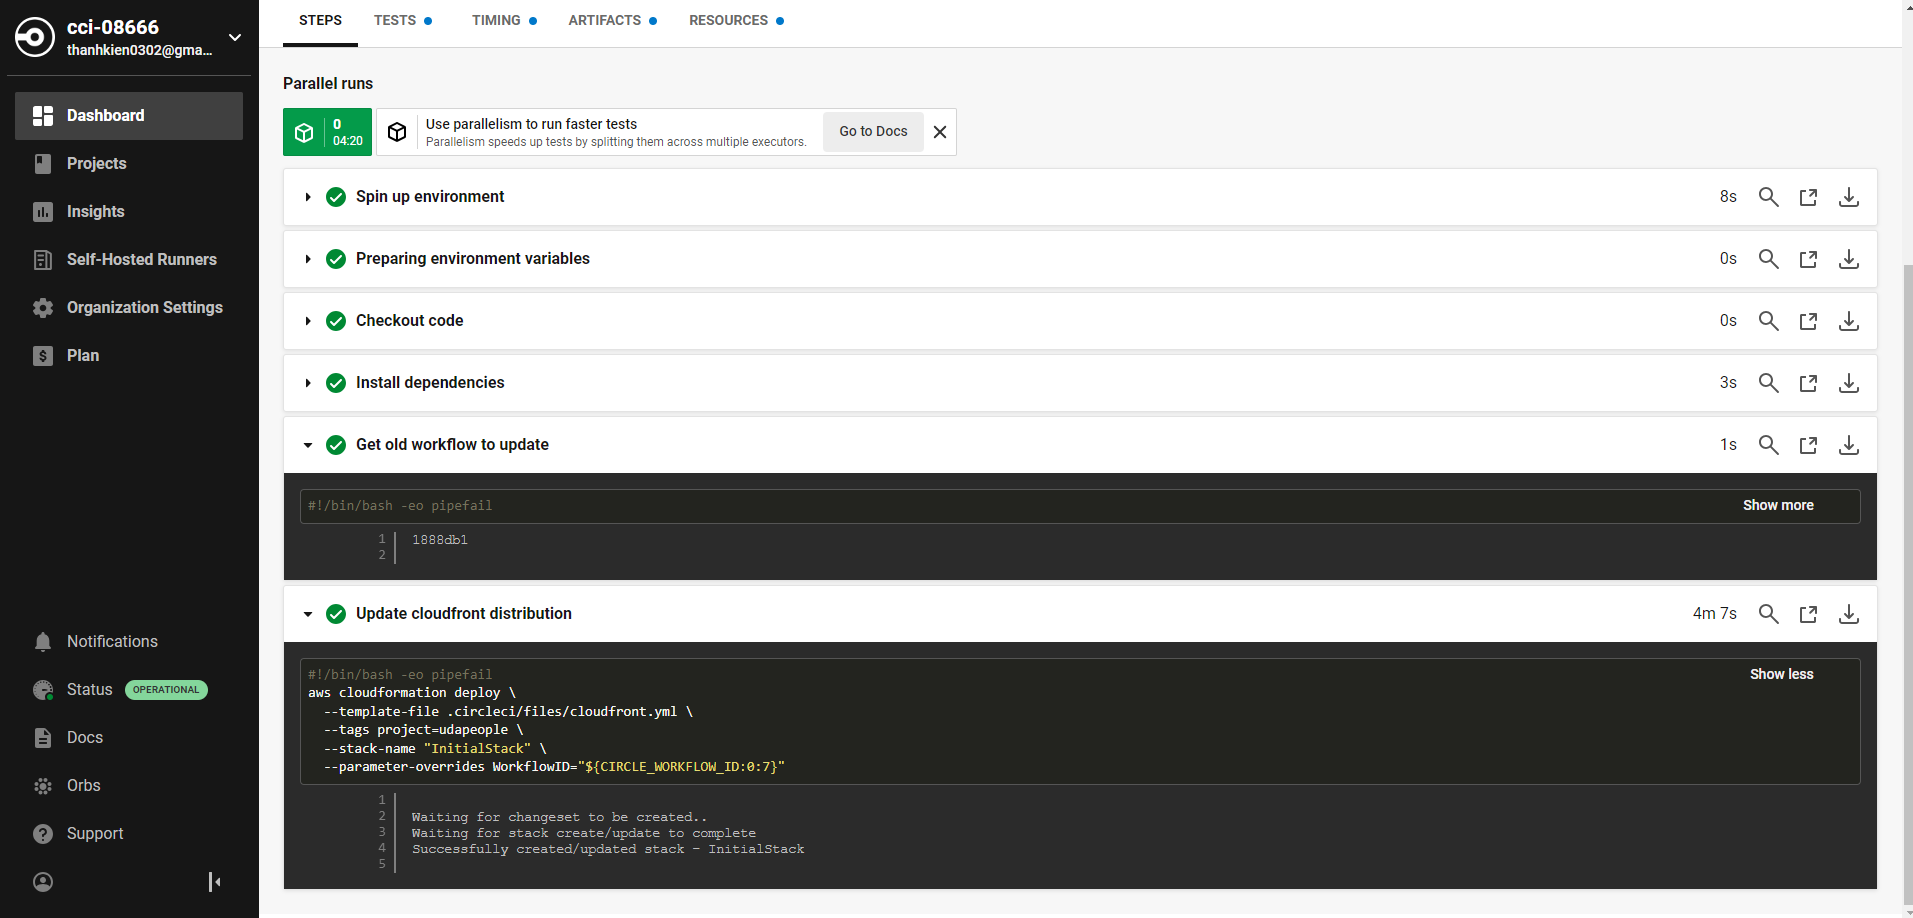 cci-08666
thanhkien0302@gma...
Dashboard
Projects
Insights
Self-Hosted Runners
Organization Settings
Plan
Notifications
Status OPERATIONAL
Docs
Orbs
Support
STEPS TESTS TIMING ARTIFACTS RESOURCES
Parallel runs
0
04:20
Use parallelism to run faster tests
Parallelism speeds up tests by splitting them across multiple executors.
Go to Docs
Spin up environment 8s
Preparing environment variables 0s
Checkout code 0s
Install dependencies 3s
Get old workflow to update 1s
#!/bin/bash -eo pipefail Show more
1 1888db1
2
Update cloudfront distribution 4m 7s
#!/bin/bash -eo pipefail Show less
aws cloudformation deploy \
--template-file .circleci/files/cloudfront.yml \
--tags project=udapeople \
--stack-name "InitialStack" \
--parameter-overrides WorkflowID="${CIRCLE_WORKFLOW_ID:0:7}"
1
2 Waiting for changeset to be created..
3 Waiting for stack create/update to complete
4 Successfully created/updated stack - InitialStack
5